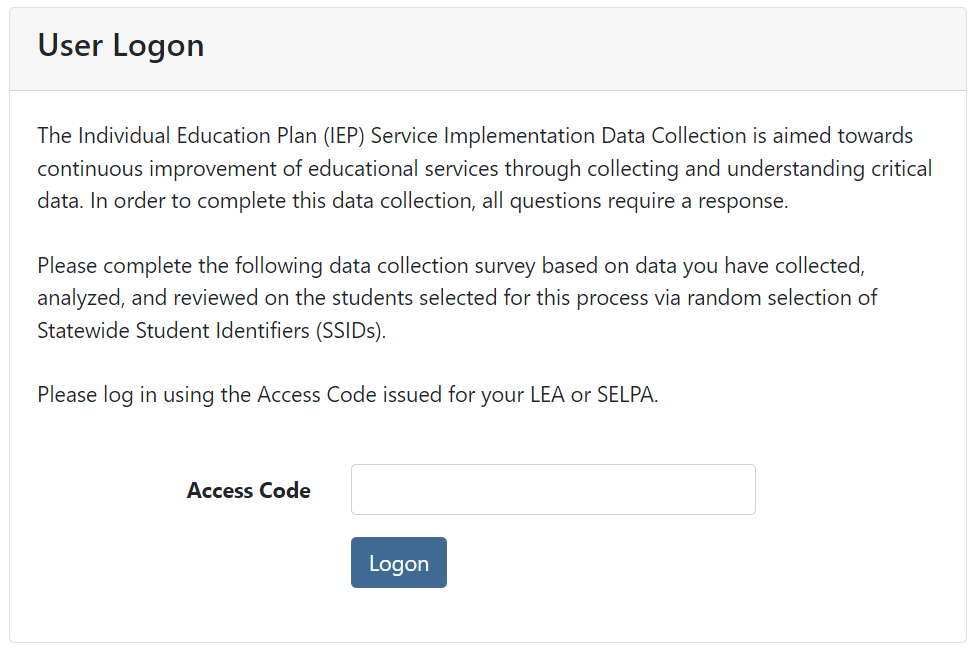 User Logon
The Individual Education Plan (IEP) Service Implementation Data Collection is aimed towards
continuous improvement of educational services through collecting and understanding critical
data. In order to complete this data collection, all questions require a response.
Please complete the following data collection survey based on data you have collected,
analyzed, and reviewed on the students selected for this process via random selection of
Statewide Student Identifiers (SSIDs).
Please log in using the Access Code issued for your LEA or SELPA.
Access Code
Logon